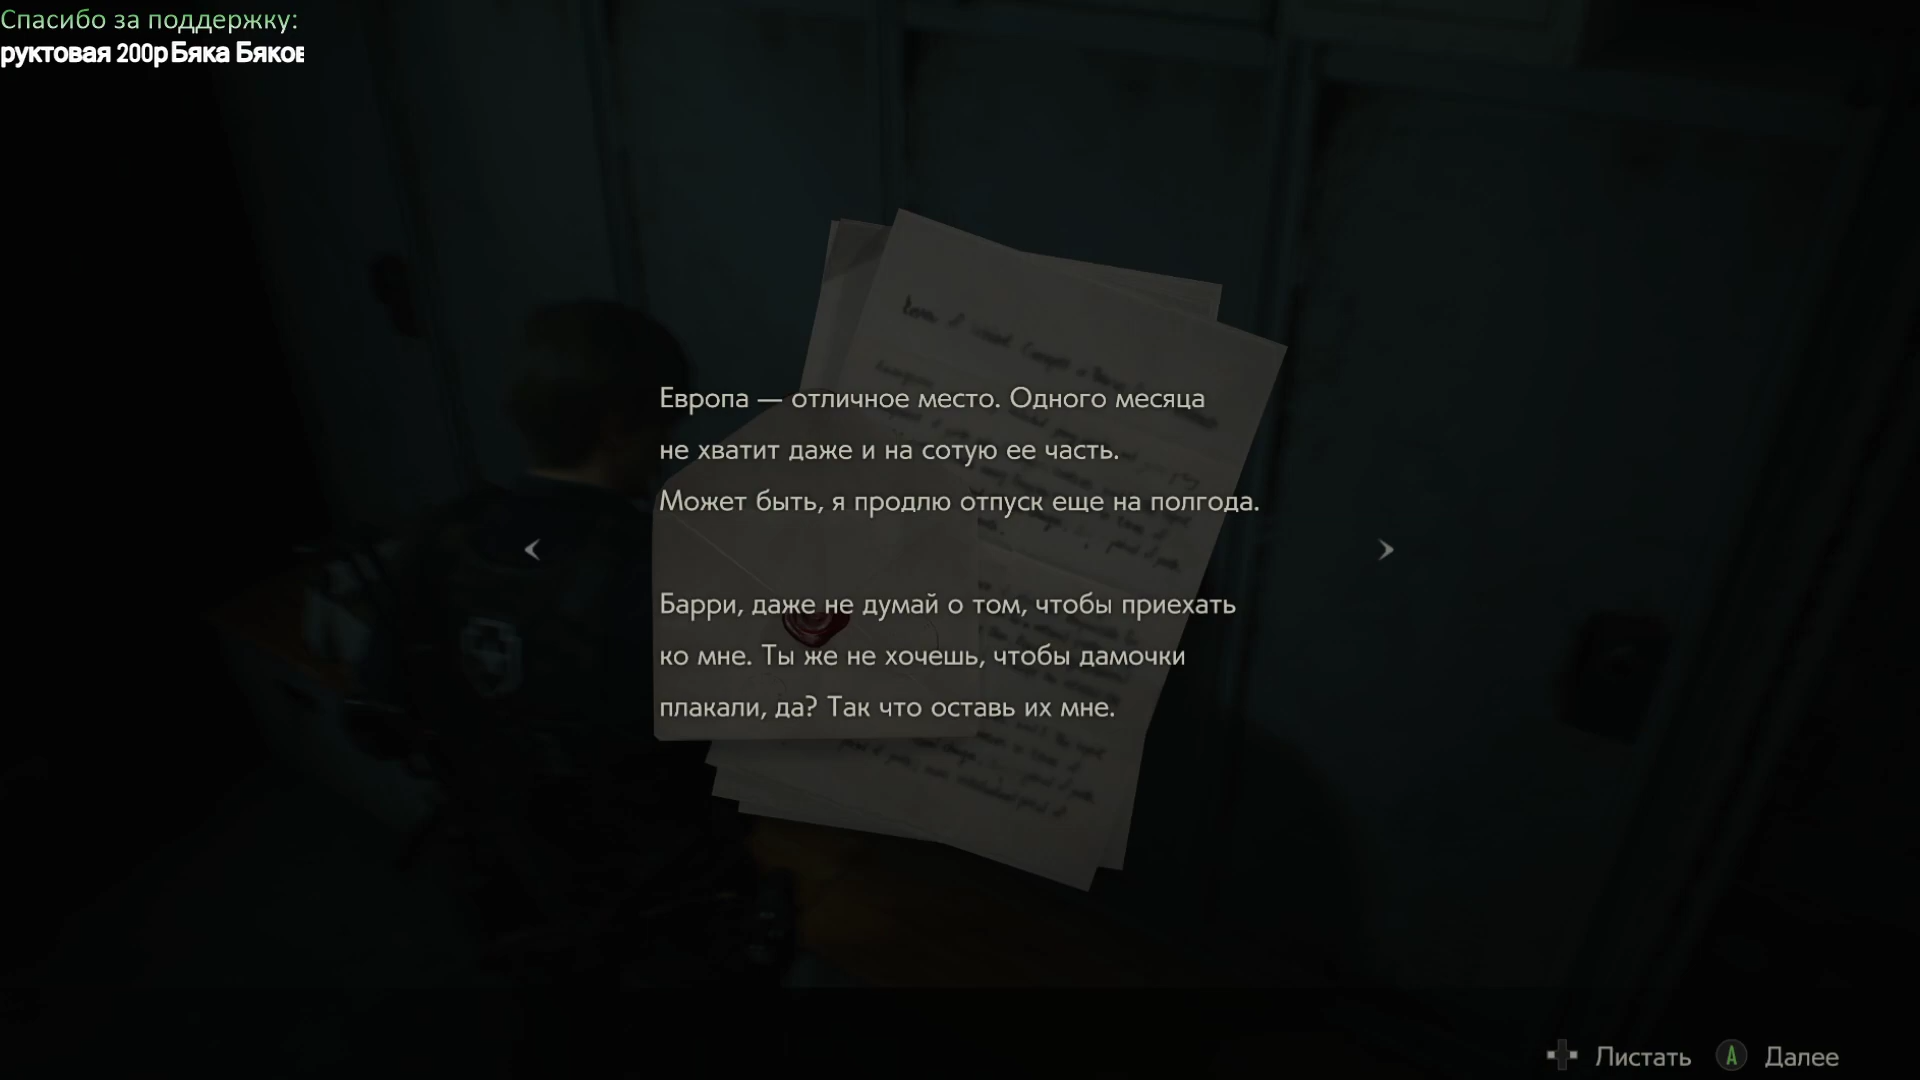 Спасибо за поддержку:
руктовая 200р Бяка Бяков
Европа — отличное место. Одного месяца
не хватит даже и на сотую ее часть.
Может быть, я продлю отпуск еще на полгода.
Барри, даже не думай о том, чтобы приехать
ко мне. Ты же не хочешь, чтобы дамочки
плакали, да? Так что оставь их мне.
Листать A Далее